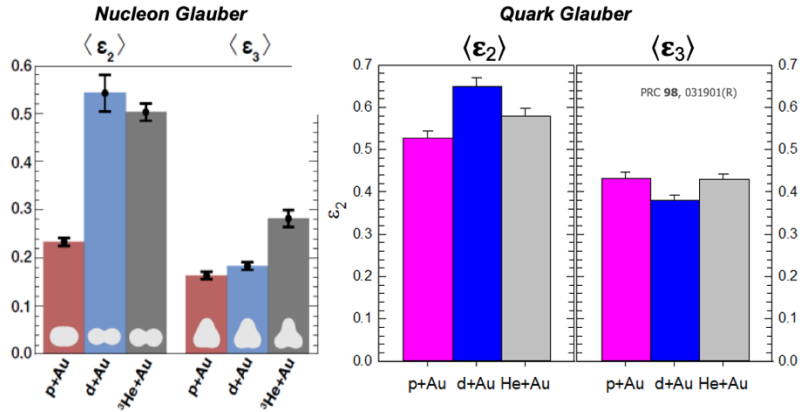 Nucleon Glauber
⟨ε₂⟩
⟨ε₃⟩
0.6
0.5
0.4
0.3
0.2
0.1
0.0
p+Au
d+Au
³He+Au
p+Au
d+Au
³He+Au
Quark Glauber
⟨ε₂⟩
⟨ε₃⟩
ε₂
0.7
0.6
0.5
0.4
0.3
0.2
0.1
0.0
PRC 98, 031901(R)
0.7
0.6
0.5
0.4
0.3
0.2
0.1
0.0
p+Au
d+Au
He+Au
p+Au
d+Au
He+Au